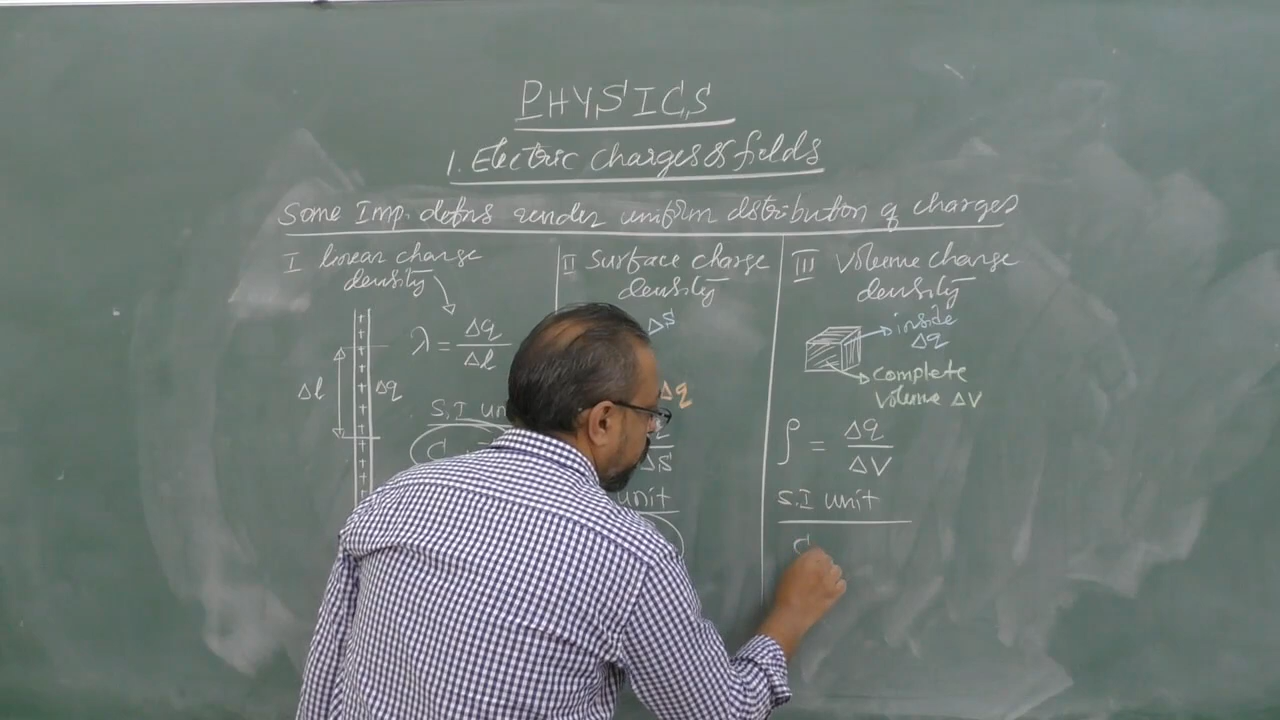 PHYSICS
1. Electric charges & fields
Some Imp. defns under uniform distribution of charges
I linear charge
density
λ = Δq / Δl
Δl
Δq
S.I un
C
II Surface charge
density
ΔS
Δq
ΔS
unit
III Volume charge
density
inside
Δq
complete
volume ΔV
ρ = Δq / ΔV
S.I unit
C